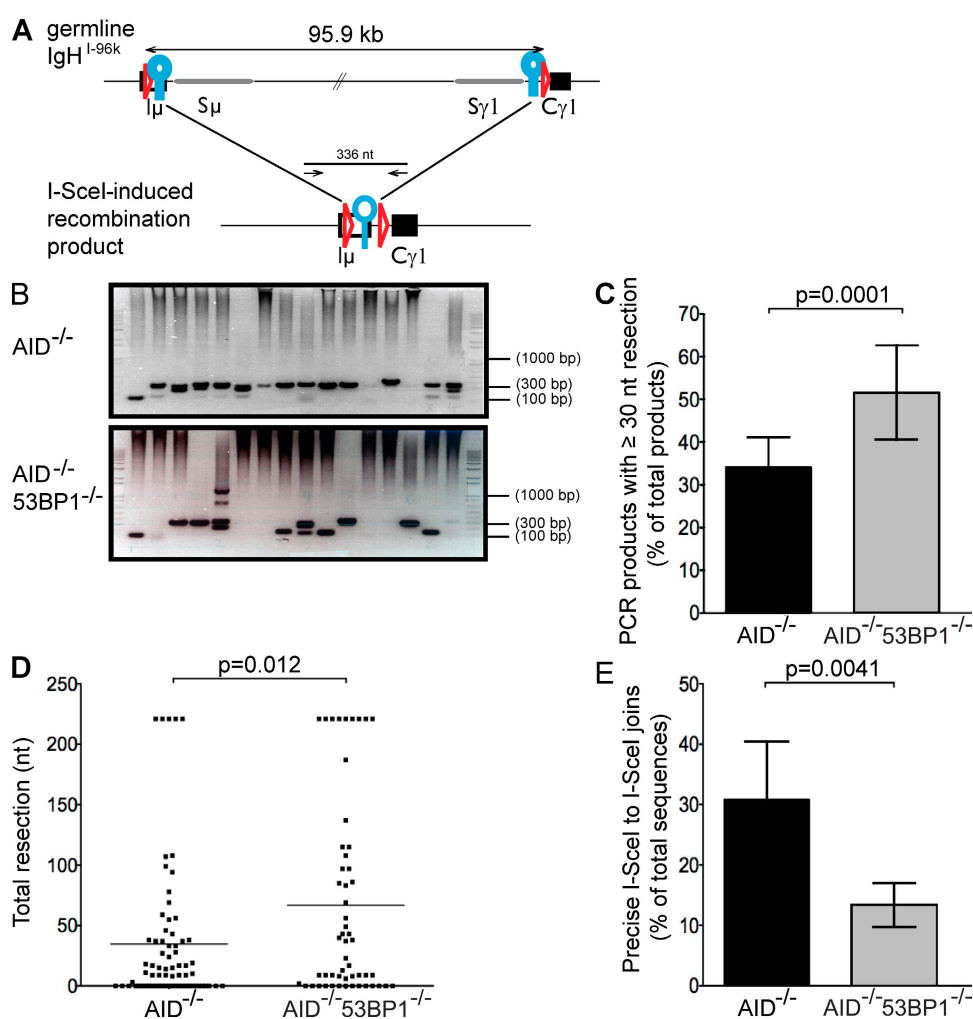 A germline
IgH I-96k
95.9 kb
Iµ Sµ Sγ1 Cγ1
336 nt
I-SceI-induced
recombination
product
Iµ Cγ1
B
AID-/-
(1000 bp)
(300 bp)
(100 bp)
AID-/-
53BP1-/-
(1000 bp)
(300 bp)
(100 bp)
C
p=0.0001
PCR products with ≥ 30 nt resection
(% of total products)
70
60
50
40
30
20
10
0
AID-/- AID-/-53BP1-/-
D
p=0.012
Total resection (nt)
250
200
150
100
50
0
AID-/- AID-/-53BP1-/-
E
p=0.0041
Precise I-SceI to I-SceI joins
(% of total sequences)
50
40
30
20
10
0
AID-/- AID-/-53BP1-/-